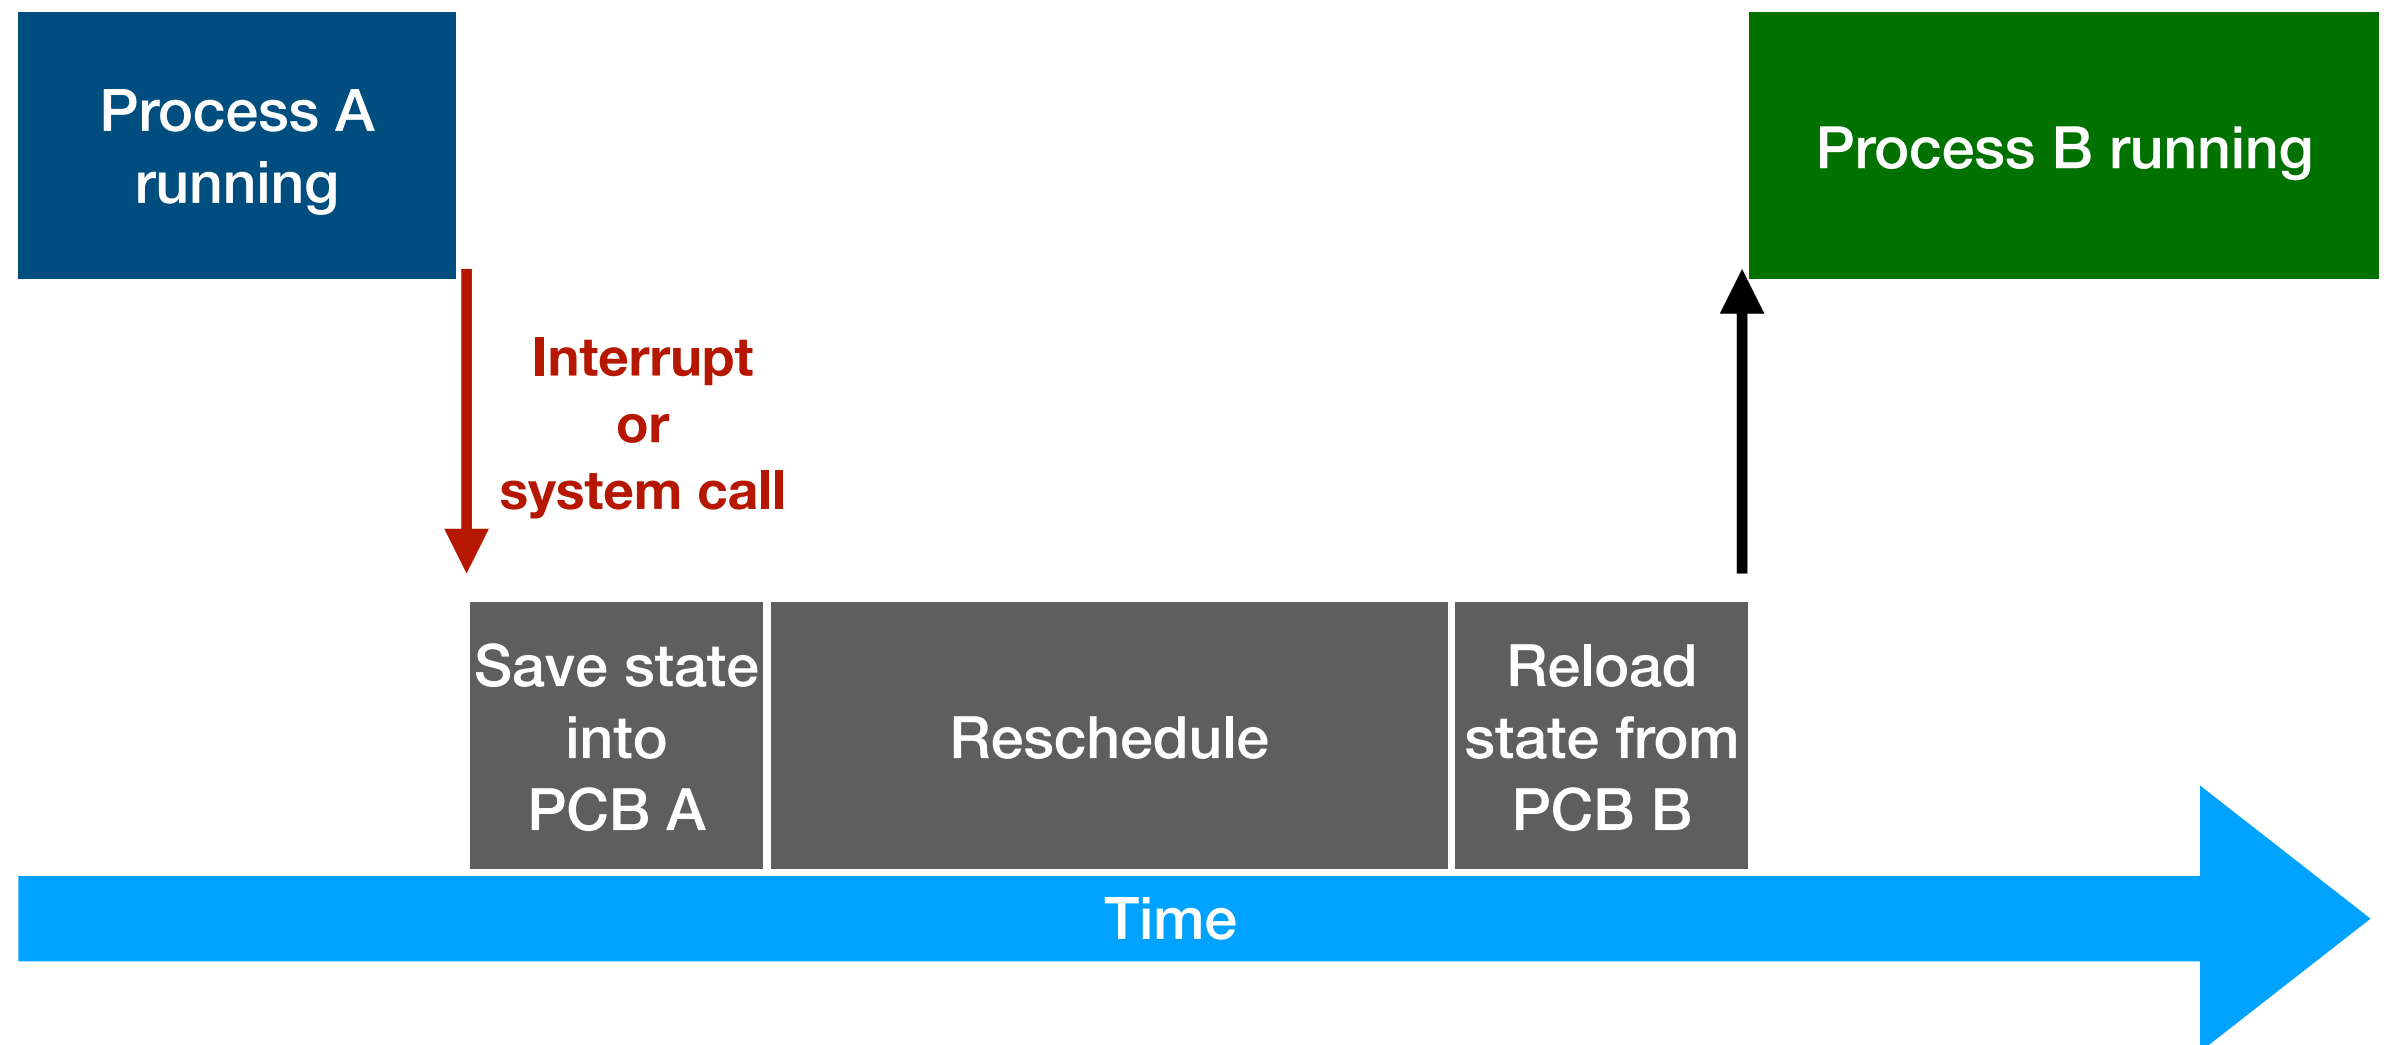 Process A
running
Process B running
Interrupt
or
system call
Save state
into
PCB A
Reschedule
Reload
state from
PCB B
Time